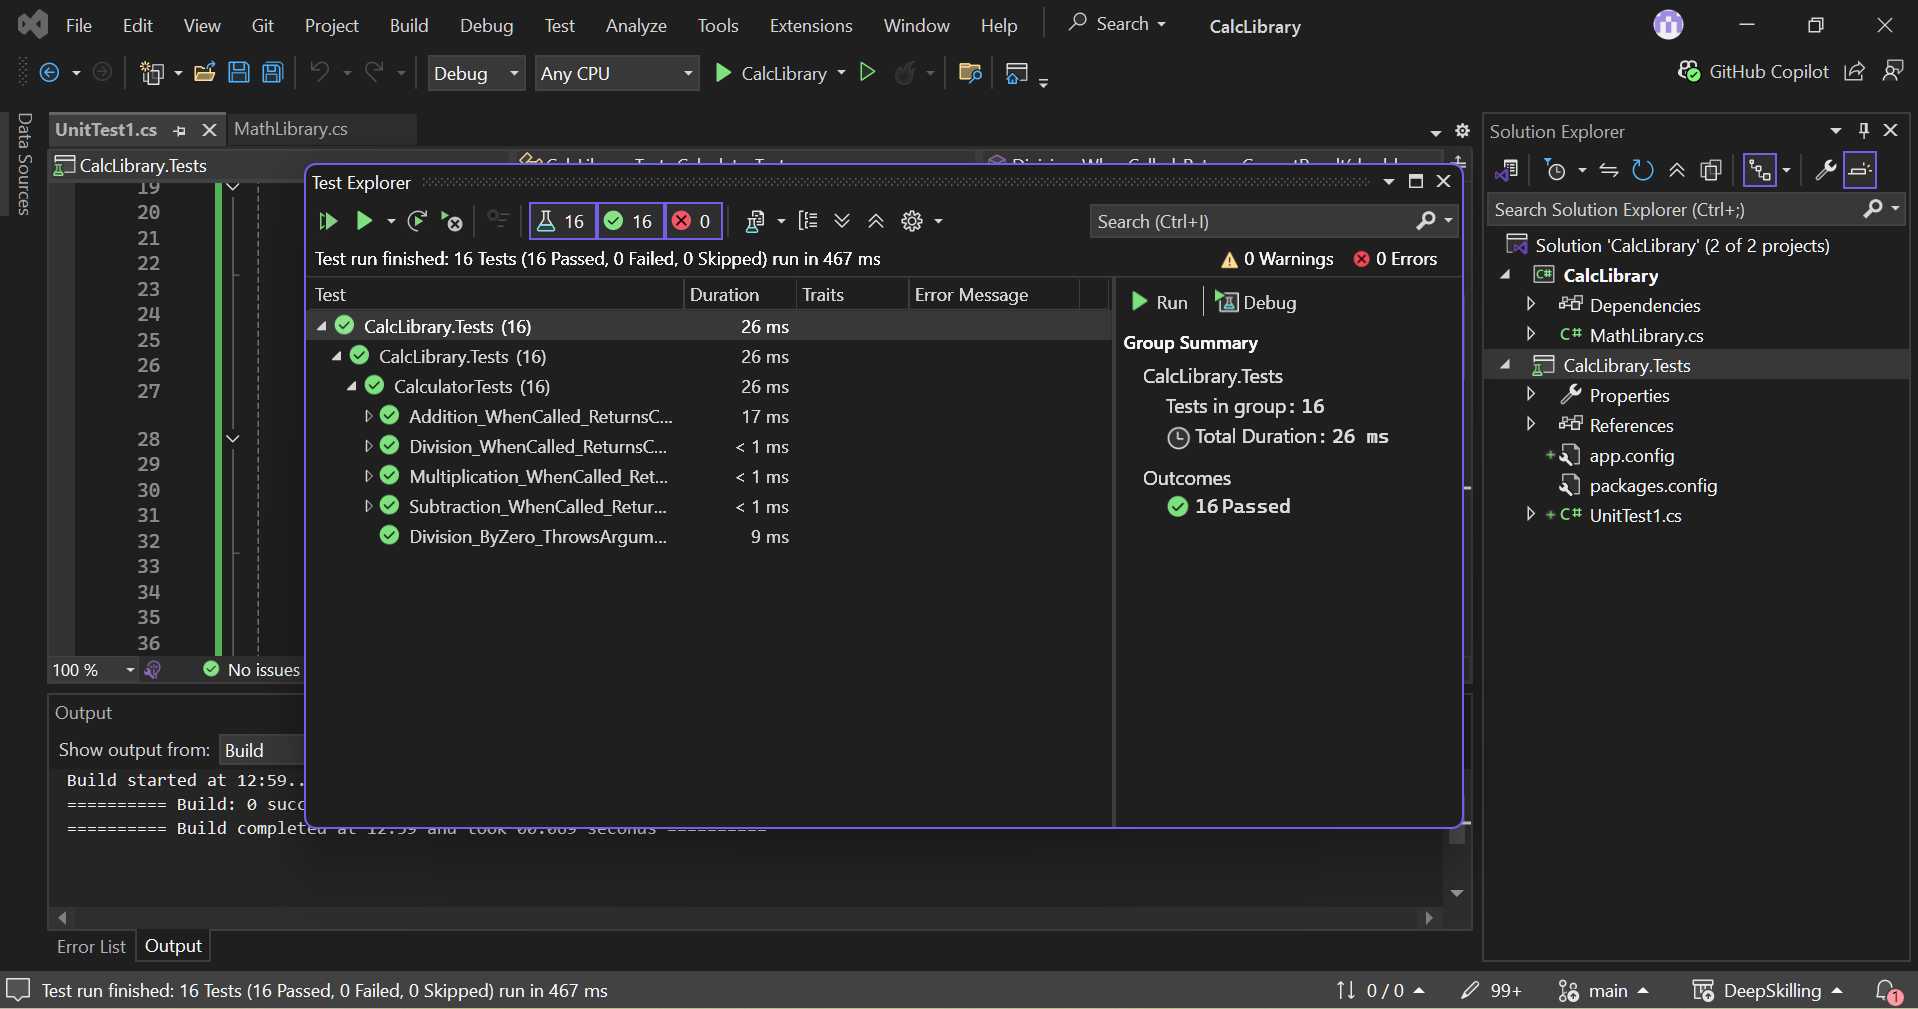 File Edit View Git Project Build Debug Test Analyze Tools Extensions Window Help Search CalcLibrary
Debug Any CPU CalcLibrary GitHub Copilot
Data Sources
UnitTest1.cs MathLibrary.cs
CalcLibrary.Tests
19
20
21
22
23
24
25
26
27
28
29
30
31
32
33
34
35
36
100 % No issues
Test Explorer
16 16 0 Search (Ctrl+I)
Test run finished: 16 Tests (16 Passed, 0 Failed, 0 Skipped) run in 467 ms 0 Warnings 0 Errors
Test Duration Traits Error Message
CalcLibrary.Tests (16) 26 ms
CalcLibrary.Tests (16) 26 ms
CalculatorTests (16) 26 ms
Addition_WhenCalled_ReturnsC... 17 ms
Division_WhenCalled_ReturnsC... < 1 ms
Multiplication_WhenCalled_Ret... < 1 ms
Subtraction_WhenCalled_Retur... < 1 ms
Division_ByZero_ThrowsArgum... 9 ms
Run Debug
Group Summary
CalcLibrary.Tests
Tests in group: 16
Total Duration: 26 ms
Outcomes
16 Passed
Output
Show output from: Build
Build started at 12:59..
========== Build: 0 succ
========== Build completed at 12:59 and took 00.069 seconds ==========
Error List Output
Solution Explorer
Search Solution Explorer (Ctrl+;)
Solution 'CalcLibrary' (2 of 2 projects)
C# CalcLibrary
Dependencies
C# MathLibrary.cs
CalcLibrary.Tests
Properties
References
+ app.config
packages.config
+ C# UnitTest1.cs
Test run finished: 16 Tests (16 Passed, 0 Failed, 0 Skipped) run in 467 ms 0 / 0 99+ main DeepSkilling 1